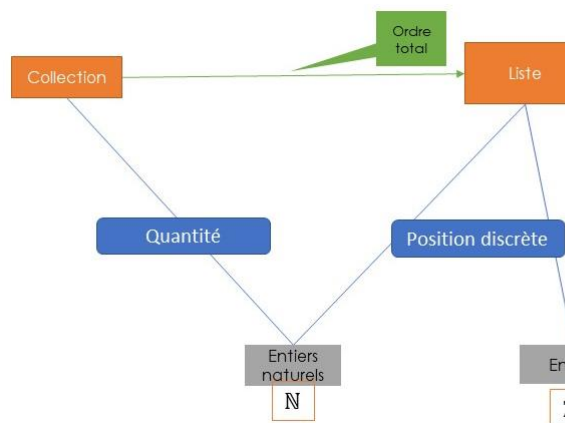 Ordre
total
Collection
Liste
Quantité
Position discrète
Entiers
naturels
ℕ